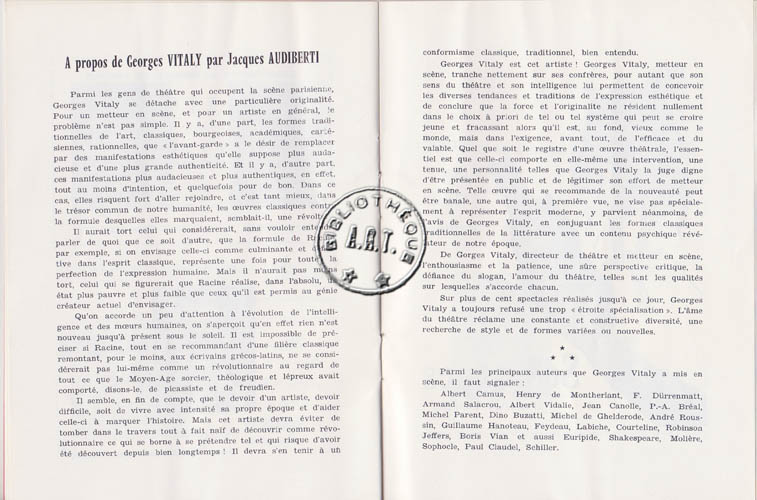 A propos de Georges VITALY par Jacques AUDIBERTI
Parmi les gens de théâtre qui occupent la scène parisienne,
Georges Vitaly se détache avec une particulière originalité.
Pour un metteur en scène, et pour un artiste en général, le
problème n'est pas simple. Il y a, d'une part, les formes tradi-
tionnelles de l'art, classiques, bourgeoises, académiques, carté-
siennes, rationnelles, que « l'avant-garde » a le désir de remplacer
par des manifestations esthétiques qu'elle suppose plus auda-
cieuse et d'une plus grande authenticité. Et il y a, d'autre part,
ces manifestations plus audacieuses et plus authentiques, en effet,
tout au moins d'intention, et quelquefois pour de bon. Dans ce
cas, elles risquent fort d'aller rejoindre, et c'est tant mieux, dans
le trésor commun de notre humanité, les œuvres classiques contre
la formule desquelles elles marquaient, semblait-il, une révolte.
Il aurait tort celui qui considérerait, sans vouloir
parler de quoi que ce soit d'autre, que la formule de
par exemple, si on envisage celle-ci comme culminante et
tive dans l'esprit classique, représente une fois pour toutes la
perfection de l'expression humaine. Mais il n'aurait pas moins
tort, celui qui se figurerait que Racine réalise, dans l'absolu, un
état plus pauvre et plus faible que ceux qu'il est permis au génie
créateur actuel d'envisager.
Qu'on accorde un peu d'attention à l'évolution de l'intelli-
gence et des mœurs humaines, on s'aperçoit qu'en effet rien n'est
nouveau jusqu'à présent sous le soleil. Il est impossible de pré-
ciser si Racine, tout en se recommandant d'une filière classique
remontant, pour le moins, aux écrivains grécos-latins, ne se consi-
dérerait pas lui-même comme un révolutionnaire au regard de
tout ce que le Moyen-Age sorcier, théologique et lépreux avait
comporté, disons-le, de picassiste et de freudien.
Il semble, en fin de compte, que le devoir d'un artiste, devoir
difficile, soit de vivre avec intensité sa propre époque et d'aider
celle-ci à marquer l'histoire. Mais cet artiste devra éviter de
tomber dans le travers tout à fait naïf de découvrir comme révo-
lutionnaire ce qui se borne à se prétendre tel et qui risque d'avoir
été découvert depuis bien longtemps ! Il devra s'en tenir à un
conformisme classique, traditionnel, bien entendu.
Georges Vitaly est cet artiste ! Georges Vitaly, metteur en
scène, tranche nettement sur ses confrères, pour autant que son
sens du théâtre et son intelligence lui permettent de concevoir
les diverses tendances et traditions de l'expression esthétique et
de conclure que la force et l'originalite ne résident nullement
dans le choix à priori de tel ou tel système qui peut se croire
jeune et fracassant alors qu'il est, au fond, vieux comme le
monde, mais dans l'exigence, avant tout, de l'efficace et du
valable. Quel que soit le registre d'une œuvre théâtrale, l'essen-
tiel est que celle-ci comporte en elle-même une intervention, une
tenue, une personnalité telles que Georges Vitaly la juge digne
d'être présentée en public et de légitimer son effort de metteur
en scène. Telle œuvre qui se recommande de la nouveauté peut
être banale, une autre qui, à première vue, ne vise pas spéciale-
ment à représenter l'esprit moderne, y parvient néanmoins, de
l'avis de Georges Vitaly, en conjuguant les formes classiques
traditionnelles de la littérature avec un contenu psychique révé-
lateur de notre époque.
De Gorges Vitaly, directeur de théâtre et metteur en scène,
l'enthousiasme et la patience, une sûre perspective critique, la
défiance du slogan, l'amour du théâtre, telles sont les qualités
sur lesquelles s'accorde chacun.
Sur plus de cent spectacles réalisés jusqu'à ce jour, Georges
Vitaly a toujours refusé une trop « étroite spécialisation ». L'âme
du théâtre réclame une constante et constructive diversité, une
recherche de style et de formes variées ou nouvelles.
Parmi les principaux auteurs que Georges Vitaly a mis en
scène, il faut signaler :
Albert Camus, Henry de Montherlant, F. Dürrenmatt,
Armand Salacrou, Albert Vidalie, Jean Canolle, P.-A. Bréal,
Michel Parent, Dino Buzatti, Michel de Ghelderode, André Rous-
sin, Guillaume Hanoteau, Feydeau, Labiche, Courteline, Robinson
Jeffers, Boris Vian et aussi Euripide, Shakespeare, Molière,
Sophocle, Paul Claudel, Schiller.
BIBLIOTHÈQUE
A.R.T.